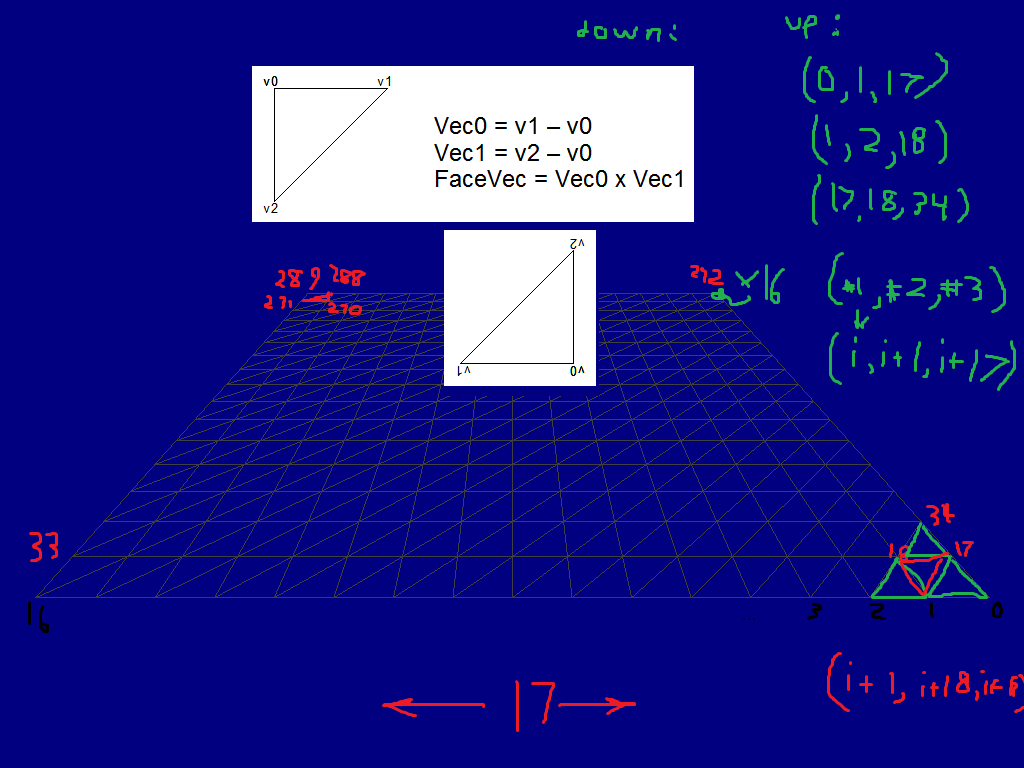 down:
up:
(0,1,17)
v0 v1
Vec0 = v1 – v0
Vec1 = v2 – v0
FaceVec = Vec0 x Vec1
v2
(1,2,18)
(17,18,34)
v2
v1 v0
289 288
271 270
272
x16
(#1,#2,#3)
(i,i+1,i+17)
34
33
18 17
16
3 2 1 0
17
(i+1, i+18,